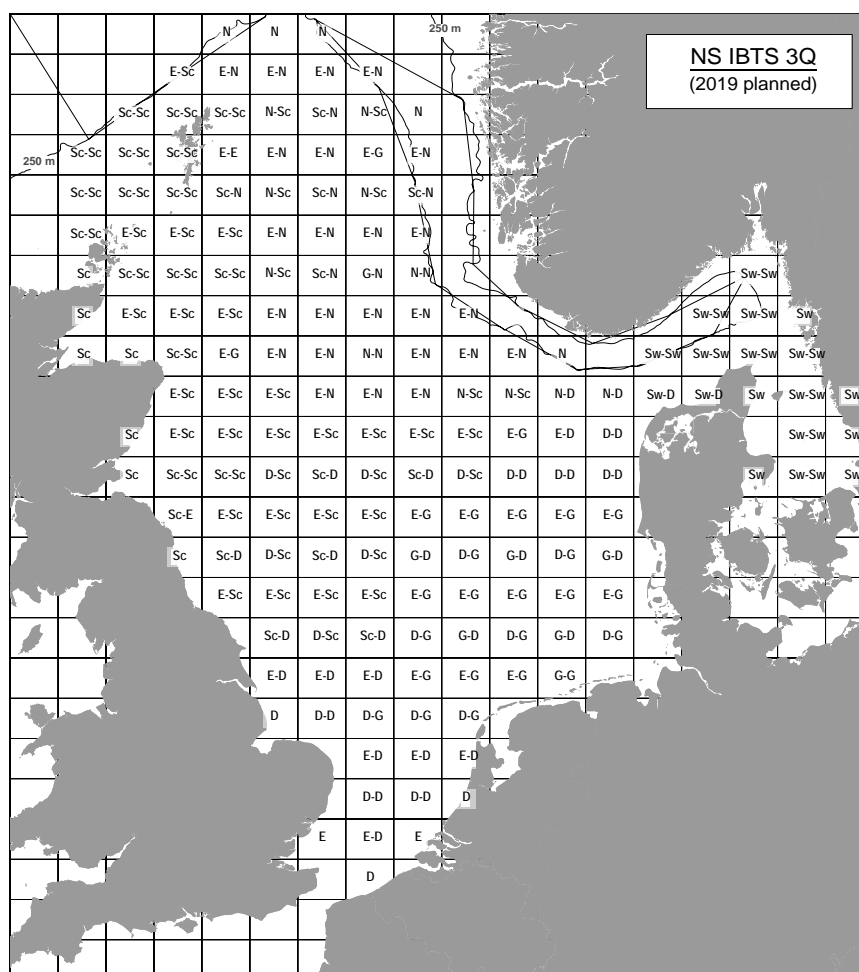 N N N 250 m
NS IBTS 3Q
(2019 planned)
E-Sc E-N E-N E-N E-N
Sc-Sc Sc-Sc Sc-Sc N-Sc Sc-N N-Sc N
250 m Sc-Sc Sc-Sc Sc-Sc E-E E-N E-N E-G E-N
Sc-Sc Sc-Sc Sc-Sc Sc-N N-Sc Sc-N N-Sc Sc-N
Sc-Sc E-Sc E-Sc E-Sc E-N E-N E-N E-N
Sc Sc-Sc Sc-Sc Sc-Sc N-Sc Sc-N G-N N-N Sw-Sw
Sc E-Sc E-Sc E-Sc E-N E-N E-N E-N E-N Sw-Sw Sw-Sw Sw
Sc Sc Sc-Sc E-G E-N E-N N-N E-N E-N E-N N Sw-Sw Sw-Sw Sw-Sw Sw-Sw
E-Sc E-Sc E-Sc E-N E-N E-N N-Sc N-Sc N-D N-D Sw-D Sw-D Sw Sw-Sw Sw
Sc E-Sc E-Sc E-Sc E-Sc E-Sc E-Sc E-Sc E-G E-D D-D Sw-Sw Sw
Sc Sc-Sc Sc-Sc D-Sc Sc-D D-Sc Sc-D D-Sc D-D D-D D-D Sw Sw-Sw Sw
Sc-E E-Sc E-Sc E-Sc E-Sc E-G E-G E-G E-G E-G
Sc Sc-D D-Sc Sc-D D-Sc G-D D-G G-D D-G G-D
E-Sc E-Sc E-Sc E-Sc E-G E-G E-G E-G E-G
Sc-D D-Sc Sc-D D-G G-D D-G G-D D-G
E-D E-D E-D E-G E-G E-G G-G
D D-D D-G D-G D-G
E-D E-D E-D
D-D D-D D
E E-D E
D